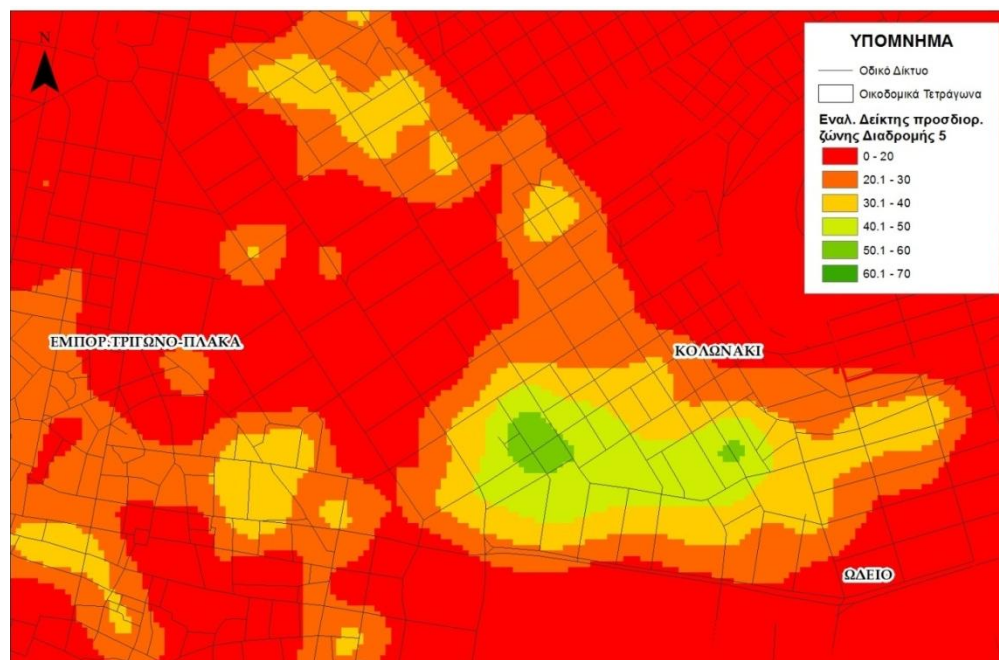 N
ΥΠΟΜΝΗΜΑ
Οδικό Δίκτυο
Οικοδομικά Τετράγωνα
Εναλ. Δείκτης προσδιορ.
ζώνης Διαδρομής 5
0 - 20
20.1 - 30
30.1 - 40
40.1 - 50
50.1 - 60
60.1 - 70
ΕΜΠΟΡ.ΤΡΙΓΩΝΟ-ΠΛΑΚΑ
ΚΟΛΩΝΑΚΙ
ΩΔΕΙΟ